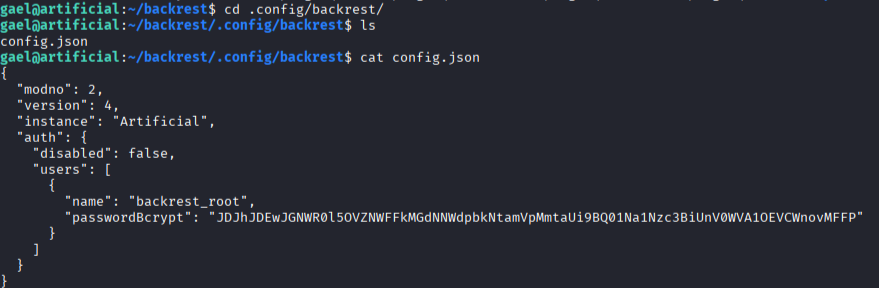 gael@artificial:~/backrest$ cd .config/backrest/
gael@artificial:~/backrest/.config/backrest$ ls
config.json
gael@artificial:~/backrest/.config/backrest$ cat config.json
{
  "modno": 2,
  "version": 4,
  "instance": "Artificial",
  "auth": {
    "disabled": false,
    "users": [
      {
        "name": "backrest_root",
        "passwordBcrypt": "JDJhJDEwJGNWR0l5OVZNWFFkMGdNNWdpbkNtamVpMmtaUi9BQ01Na1Nzc3BiUnV0WVA1OEVCWnovMFFP"
      }
    ]
  }
}